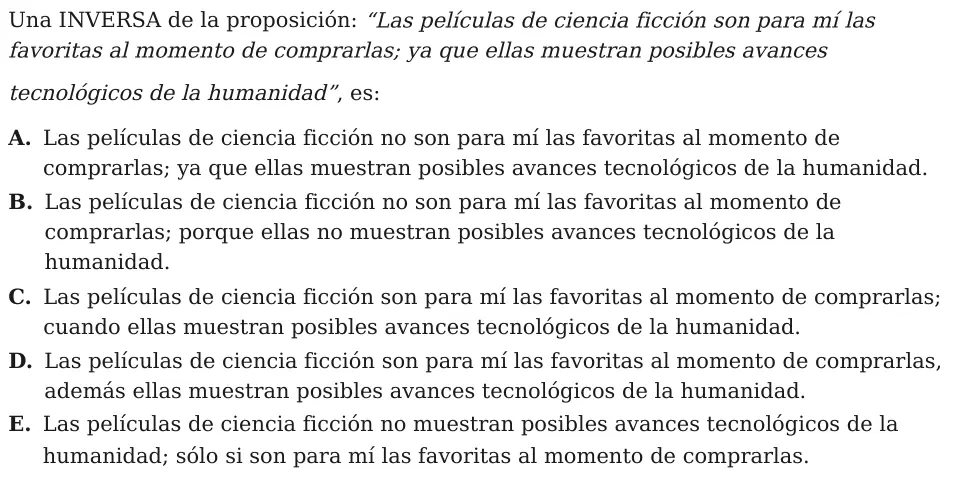 Una INVERSA de la proposición: “Las películas de ciencia ficción son para mí las
favoritas al momento de comprarlas; ya que ellas muestran posibles avances
tecnológicos de la humanidad”, es:
A. Las películas de ciencia ficción no son para mí las favoritas al momento de
comprarlas; ya que ellas muestran posibles avances tecnológicos de la humanidad.
B. Las películas de ciencia ficción no son para mí las favoritas al momento de
comprarlas; porque ellas no muestran posibles avances tecnológicos de la
humanidad.
C. Las películas de ciencia ficción son para mí las favoritas al momento de comprarlas;
cuando ellas muestran posibles avances tecnológicos de la humanidad.
D. Las películas de ciencia ficción son para mí las favoritas al momento de comprarlas,
además ellas muestran posibles avances tecnológicos de la humanidad.
E. Las películas de ciencia ficción no muestran posibles avances tecnológicos de la
humanidad; sólo si son para mí las favoritas al momento de comprarlas.